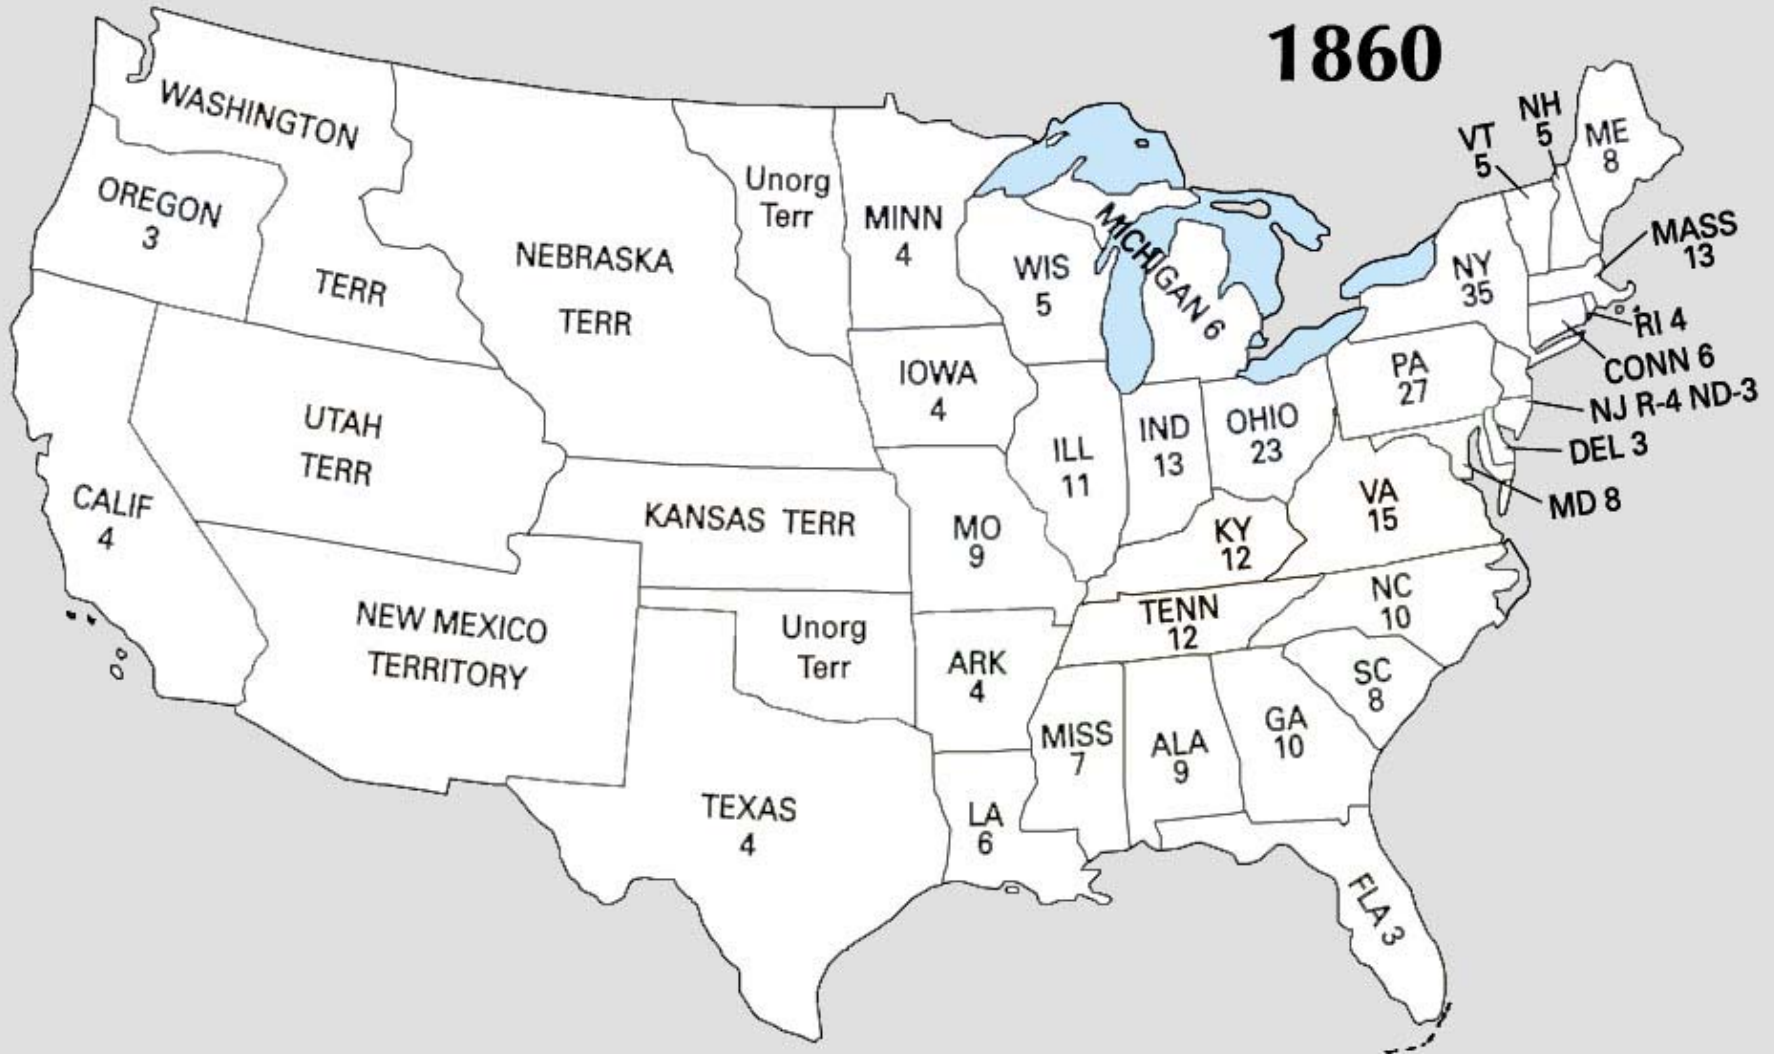 1860
WASHINGTON
TERR
OREGON
3
CALIF
4
UTAH
TERR
NEW MEXICO
TERRITORY
NEBRASKA
TERR
KANSAS TERR
Unorg
Terr
Unorg
Terr
TEXAS
4
MINN
4
IOWA
4
MO
9
ARK
4
LA
6
WIS
5
MICHIGAN 6
ILL
11
IND
13
OHIO
23
KY
12
TENN
12
MISS
7
ALA
9
GA
10
FLA 3
SC
8
NC
10
VA
15
PA
27
NY
35
VT
5
NH
5
ME
8
MASS
13
RI 4
CONN 6
NJ R-4 ND-3
DEL 3
MD 8